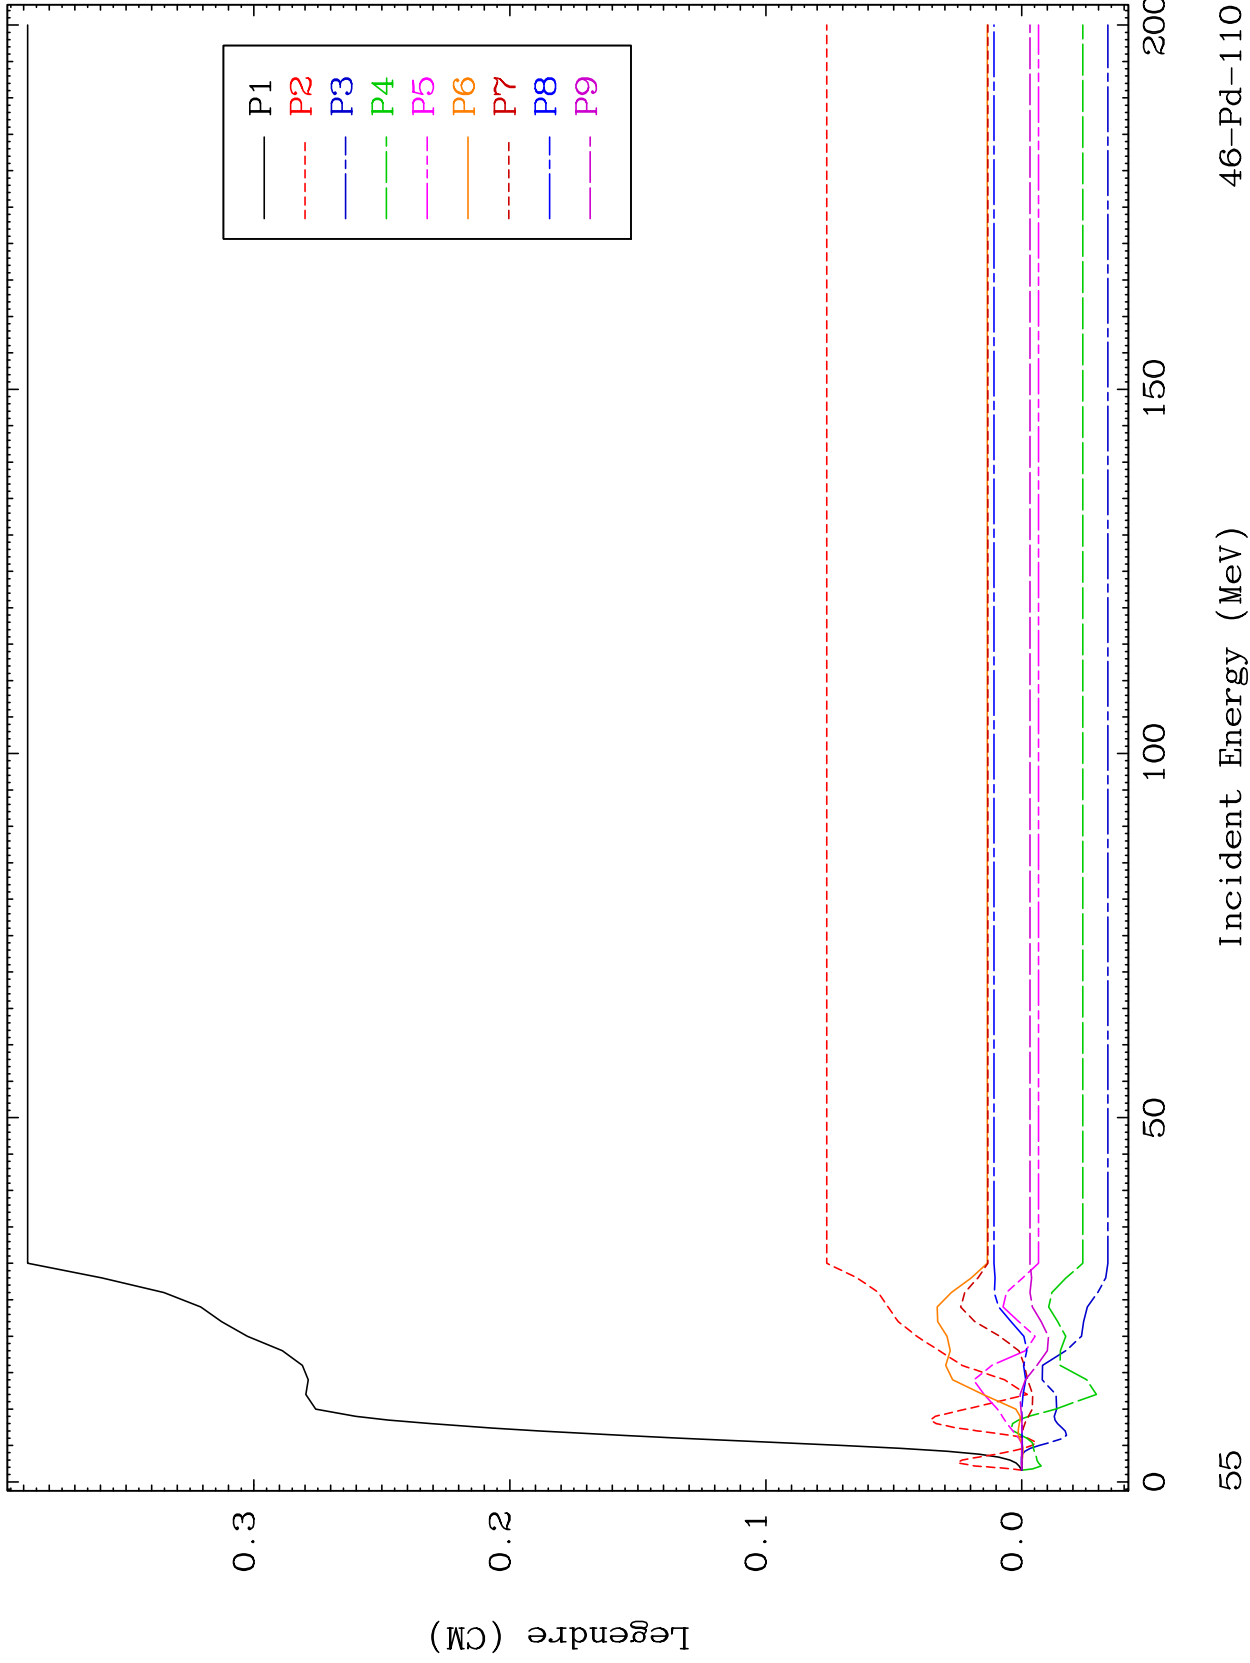 P1
P2
P3
P4
P5
P6
P7
P8
P9
0.3
0.2
0.1
0.0
Legendre (CM)
0
50
100
150
200
Incident Energy (MeV)
55
46-Pd-110